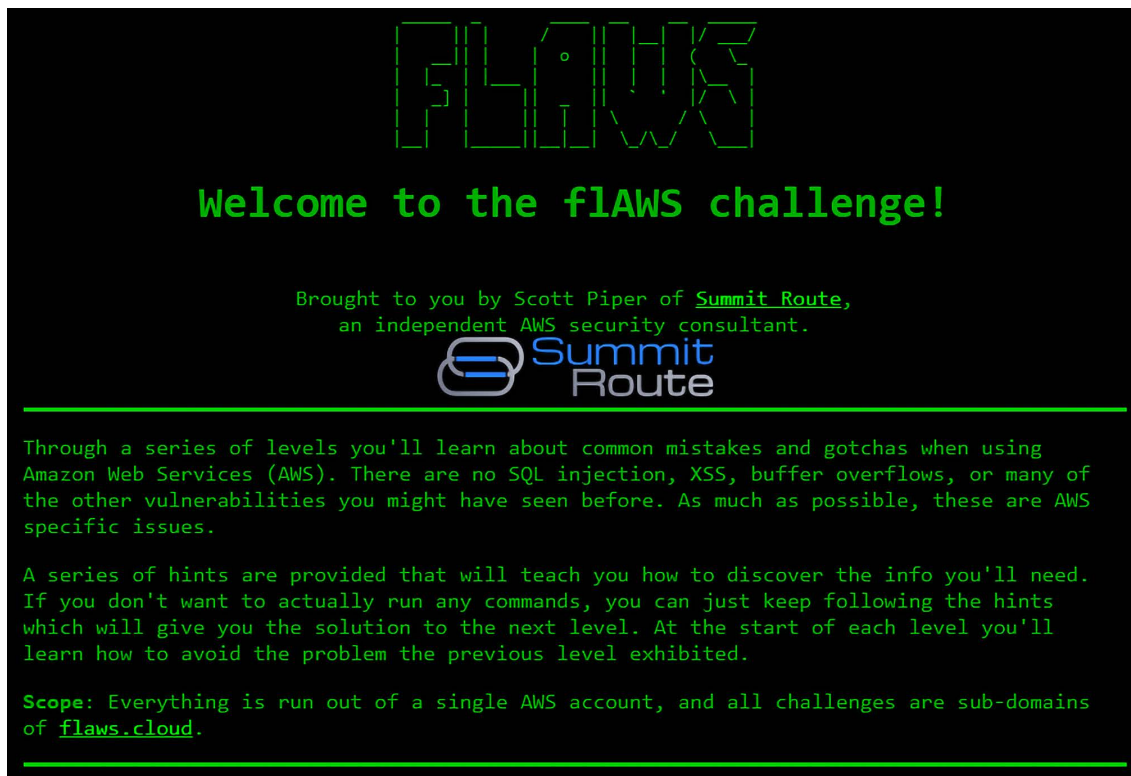 FLAWS
Welcome to the flAWS challenge!
Brought to you by Scott Piper of Summit Route,
an independent AWS security consultant.
Summit
Route
Through a series of levels you'll learn about common mistakes and gotchas when using
Amazon Web Services (AWS). There are no SQL injection, XSS, buffer overflows, or many of
the other vulnerabilities you might have seen before. As much as possible, these are AWS
specific issues.
A series of hints are provided that will teach you how to discover the info you'll need.
If you don't want to actually run any commands, you can just keep following the hints
which will give you the solution to the next level. At the start of each level you'll
learn how to avoid the problem the previous level exhibited.
Scope: Everything is run out of a single AWS account, and all challenges are sub-domains
of flaws.cloud.